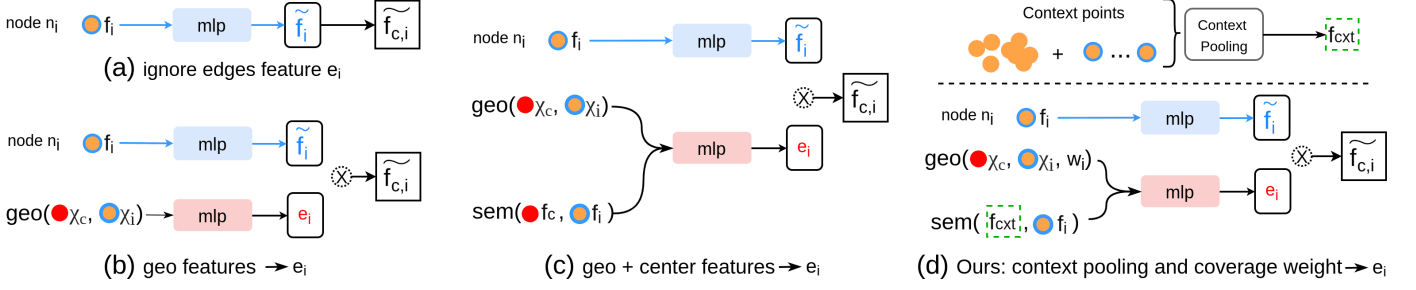 node nᵢ fᵢ mlp f̃ᵢ f̃c,i
(a) ignore edges feature eᵢ
node nᵢ fᵢ mlp f̃ᵢ
⊗ f̃c,i
geo(χc, χᵢ) mlp eᵢ
(b) geo features → eᵢ
node nᵢ fᵢ mlp f̃ᵢ
geo(χc, χᵢ)
⊗ f̃c,i
mlp eᵢ
sem(fc, fᵢ)
(c) geo + center features → eᵢ
Context points
+ ...
Context
Pooling
fcxt
node nᵢ fᵢ mlp f̃ᵢ
⊗ f̃c,i
geo(χc, χᵢ, wᵢ)
mlp eᵢ
sem( fcxt, fᵢ )
(d) Ours: context pooling and coverage weight → eᵢ